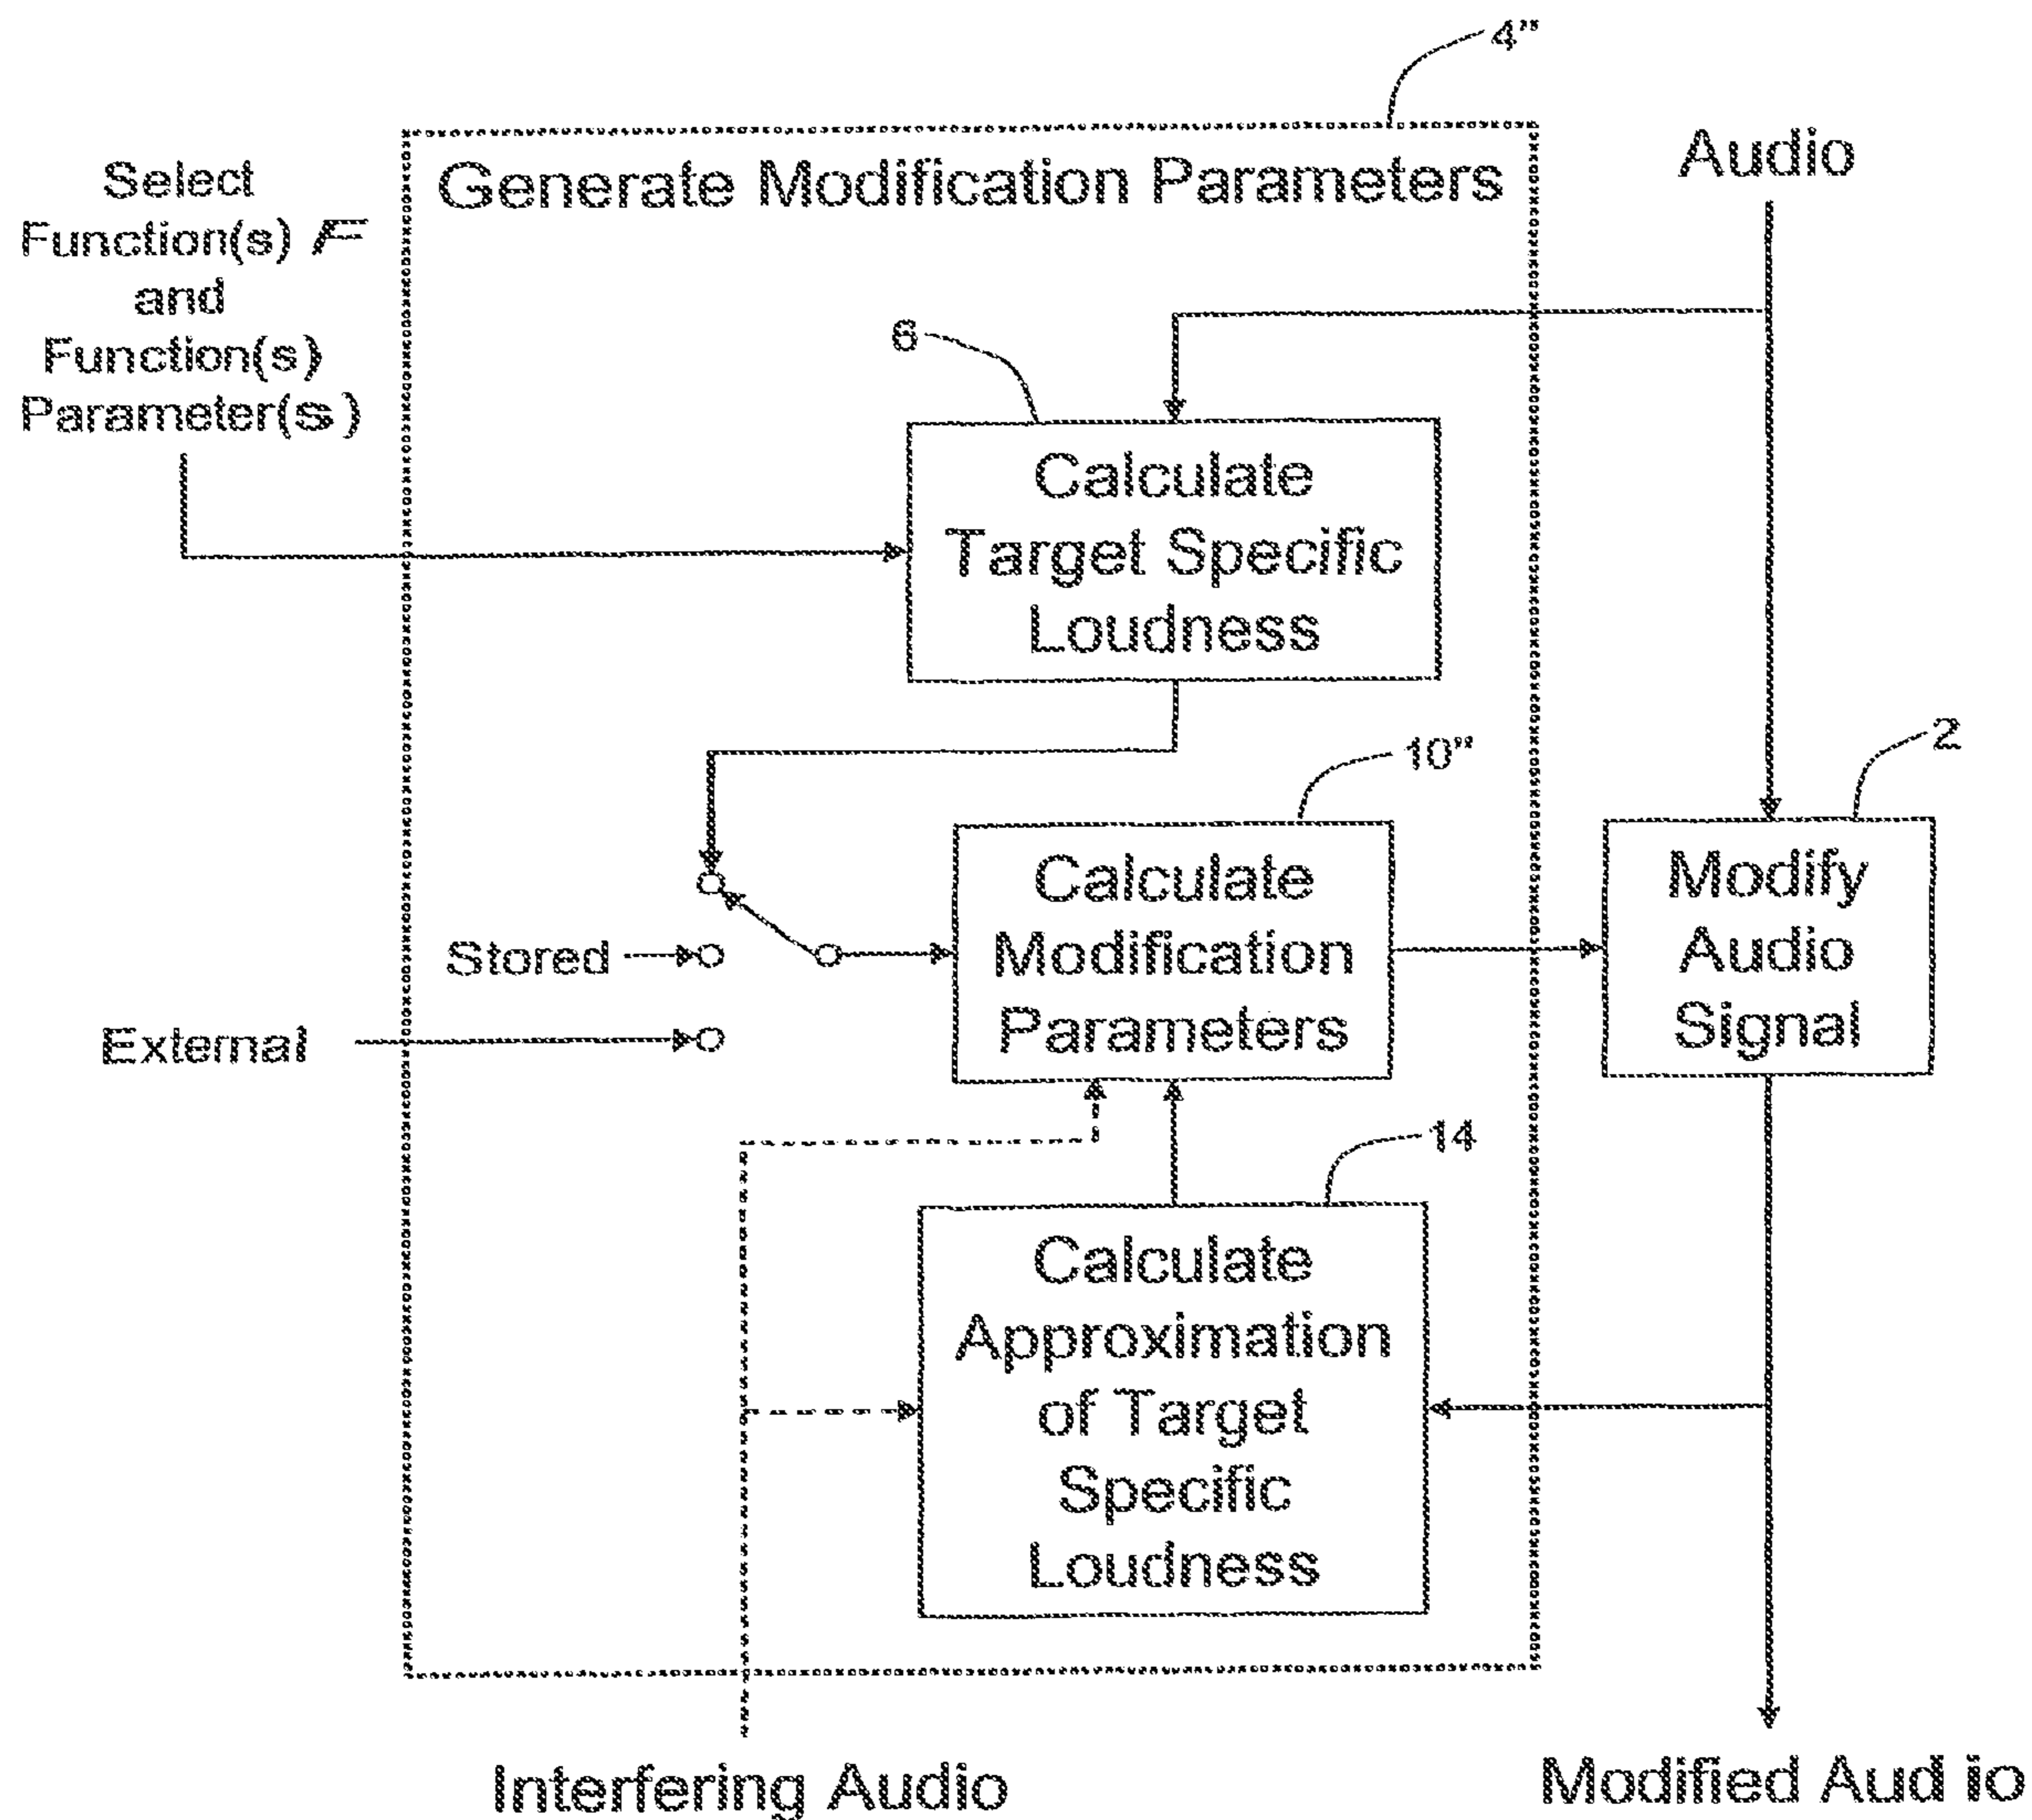 4”
Select
Function(s) F
and
Function(s)
Parameter(s)
Generate Modification Parameters
Audio
6
Calculate
Target Specific
Loudness
10”
2
Calculate
Modification
Parameters
Modify
Audio
Signal
Stored
External
14
Calculate
Approximation
of Target
Specific
Loudness
Interfering Audio
Modified Aud io